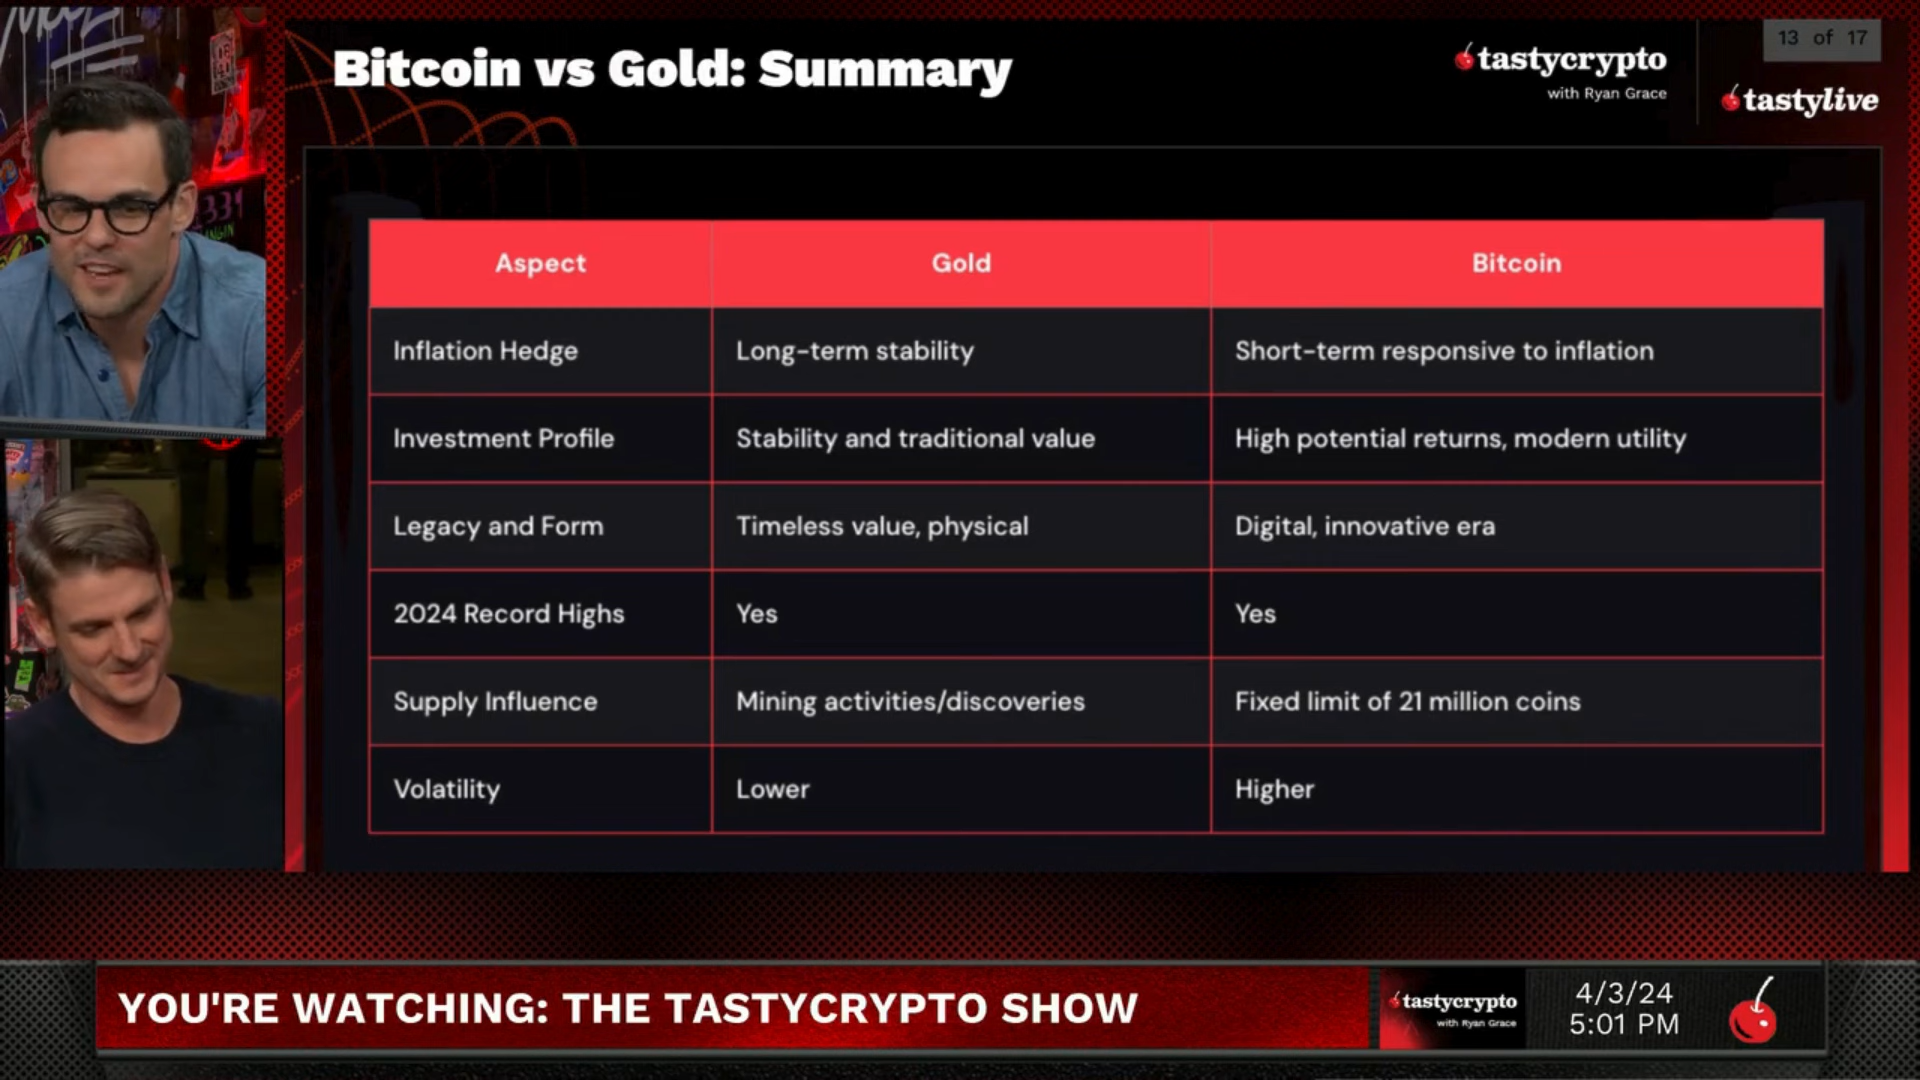 Bitcoin vs Gold: Summary
tastycrypto
with Ryan Grace
13 of 17
tastylive
Aspect Gold Bitcoin
Inflation Hedge Long-term stability Short-term responsive to inflation
Investment Profile Stability and traditional value High potential returns, modern utility
Legacy and Form Timeless value, physical Digital, innovative era
2024 Record Highs Yes Yes
Supply Influence Mining activities/discoveries Fixed limit of 21 million coins
Volatility Lower Higher
YOU'RE WATCHING: THE TASTYCRYPTO SHOW
tastycrypto
with Ryan Grace
4/3/24
5:01 PM